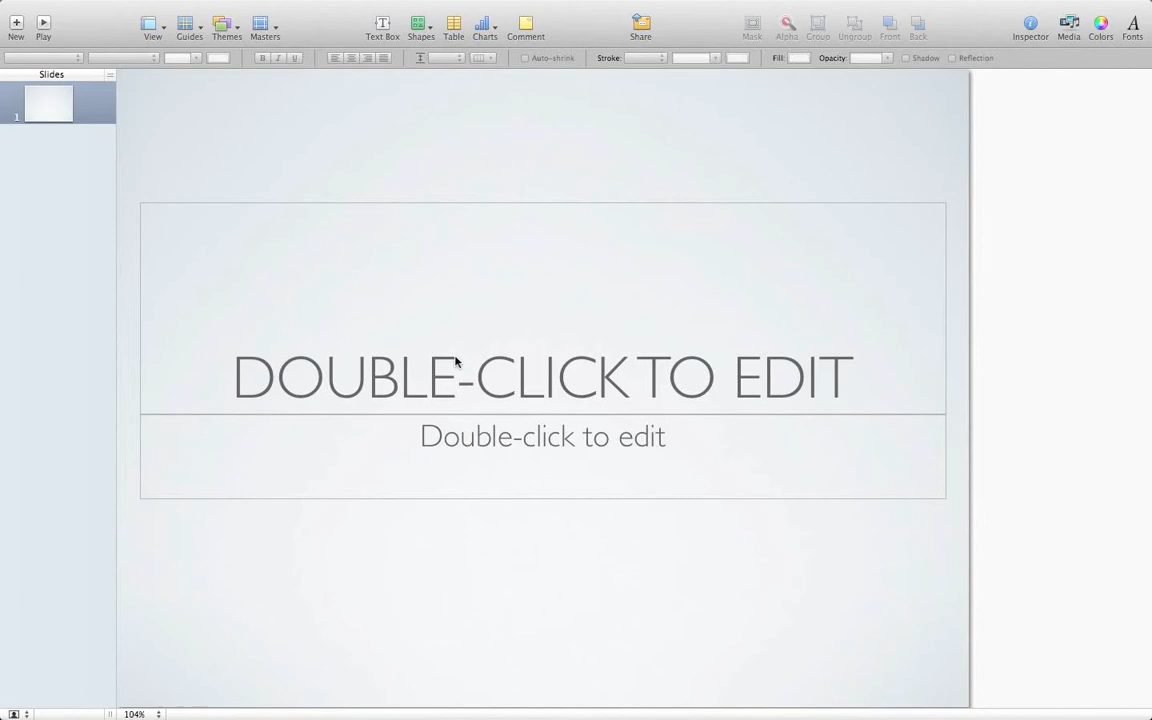 New Play View Guides Themes Masters Text Box Shapes Table Charts Comment Share Mask Alpha Group Ungroup Front Back Inspector Media Colors Fonts
B I U Auto-shrink Stroke: Fill: Opacity: Shadow Reflection
Slides
1
DOUBLE-CLICK TO EDIT
Double-click to edit
104%